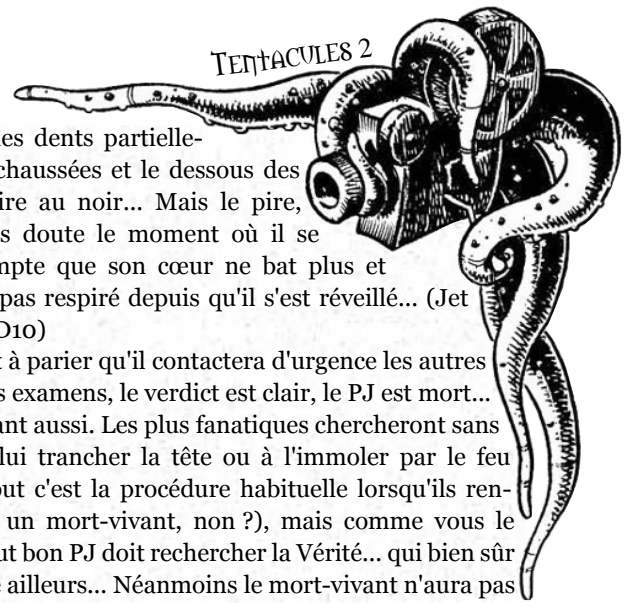 TENTACULES 2
es dents partielle-
chaussées et le dessous des
ire au noir... Mais le pire,
s doute le moment où il se
mpte que son cœur ne bat plus et
pas respiré depuis qu'il s'est réveillé... (Jet
D10)
t à parier qu'il contactera d'urgence les autres
s examens, le verdict est clair, le PJ est mort...
ant aussi. Les plus fanatiques chercheront sans
lui trancher la tête ou à l'immoler par le feu
out c'est la procédure habituelle lorsqu'ils ren-
un mort-vivant, non ?), mais comme vous le
ut bon PJ doit rechercher la Vérité... qui bien sûr
ailleurs... Néanmoins le mort-vivant n'aura pas